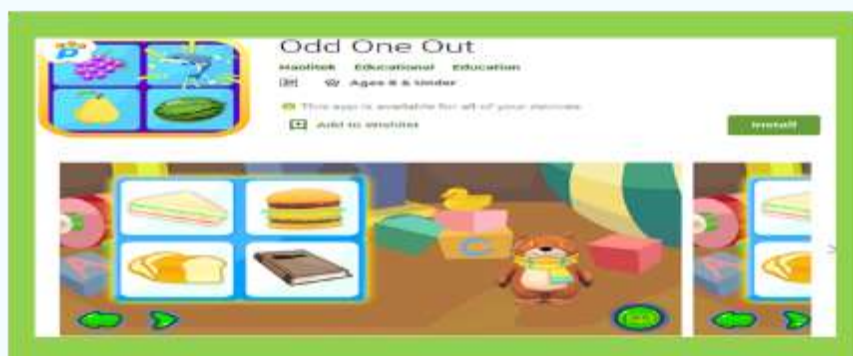 Odd One Out
Educational Education
Ages 8 & Under
This app is available for all of your devices
Add to Wishlist
Install
C
A
A